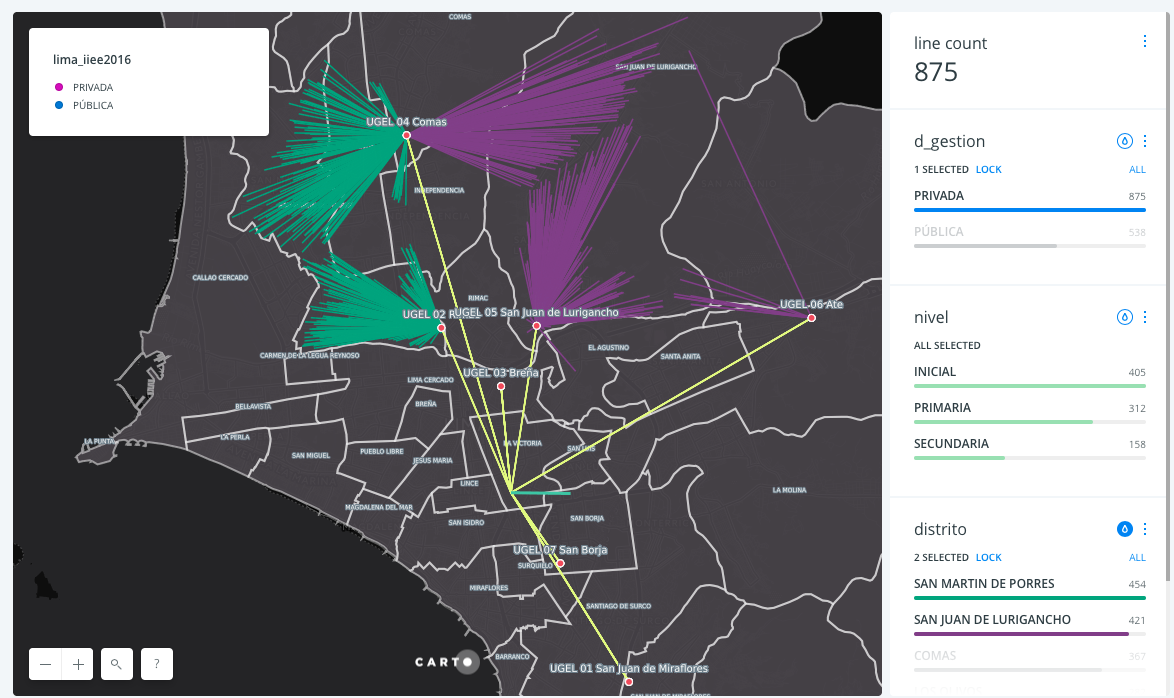 lima_iiee2016
PRIVADA
PÚBLICA
COMAS
SAN JUAN DE LURIGANCHO
UGEL 04 Comas
INDEPENDENCIA
CALLAO CERCADO
RIMAC
UGEL 02
UGEL 05 San Juan de Lurigancho
UGEL 06 Ate
EL AGUSTINO
SANTA ANITA
CARMEN DE LA LEGUA REYNOSO
UGEL 03 Breña
LIMA CERCADO
BREÑA
BELLAVISTA
LA PERLA
LA PUNTA
SAN MIGUEL
PUEBLO LIBRE
JESUS MARIA
LA VICTORIA
SAN LUIS
LINCE
LA MOLINA
MAGDALENA DEL MAR
SAN ISIDRO
SAN BORJA
UGEL 07 San Borja
SURQUILLO
MIRAFLORES
SANTIAGO DE SURCO
BARRANCO
UGEL 01 San Juan de Miraflores
SAN JUAN DE MIRAFLORES
CARTO
?
line count
875
d_gestion
1 SELECTED LOCK ALL
PRIVADA 875
PÚBLICA 538
nivel
ALL SELECTED
INICIAL 405
PRIMARIA 312
SECUNDARIA 158
distrito
2 SELECTED LOCK ALL
SAN MARTIN DE PORRES 454
SAN JUAN DE LURIGANCHO 421
COMAS 367